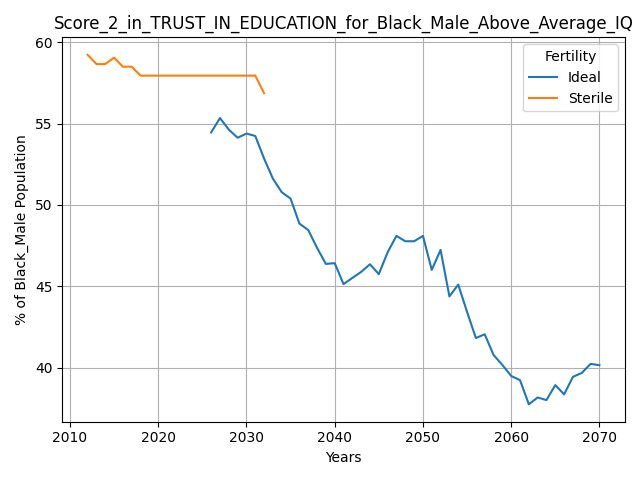 Score_2_in_TRUST_IN_EDUCATION_for_Black_Male_Above_Average_IQ
Fertility
Ideal
Sterile
% of Black_Male Population
60
55
50
45
40
2010
2020
2030
2040
2050
2060
2070
Years